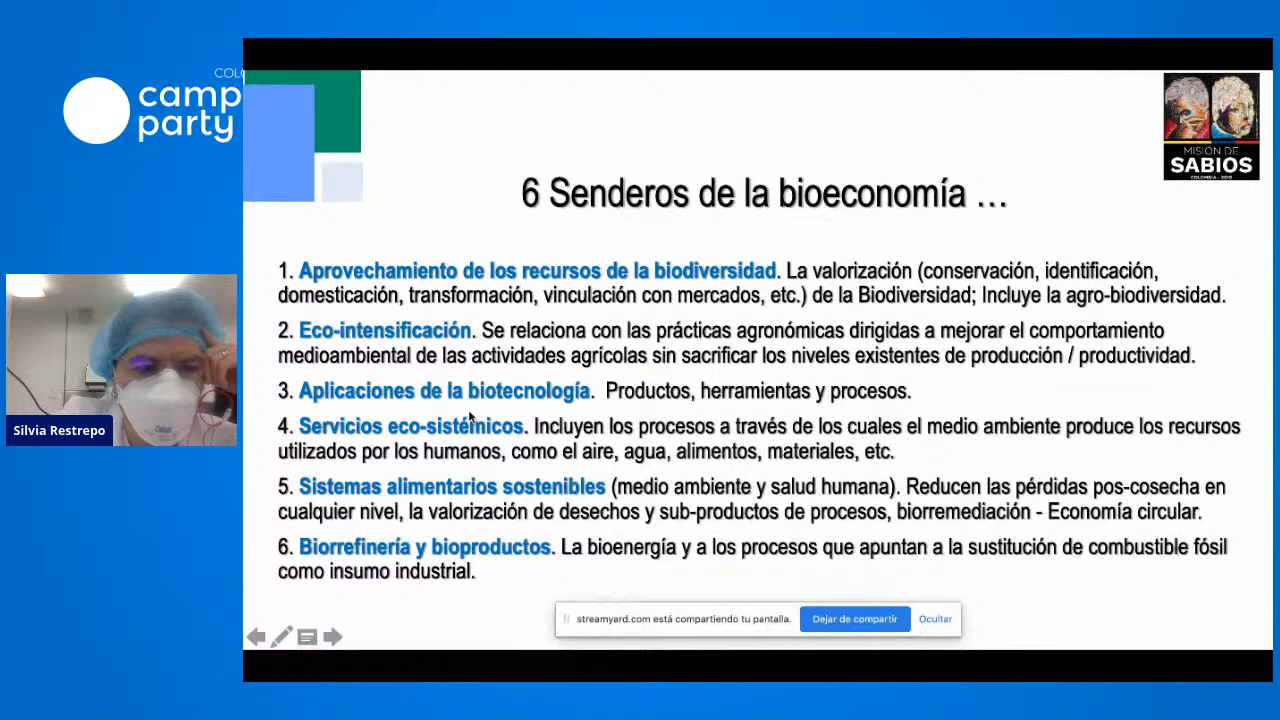 COLO
camp
party
MISIÓN DE
SABIOS
COLOMBIA - 2019
6 Senderos de la bioeconomía …
1. Aprovechamiento de los recursos de la biodiversidad. La valorización (conservación, identificación,
domesticación, transformación, vinculación con mercados, etc.) de la Biodiversidad; Incluye la agro-biodiversidad.
2. Eco-intensificación. Se relaciona con las prácticas agronómicas dirigidas a mejorar el comportamiento
medioambiental de las actividades agrícolas sin sacrificar los niveles existentes de producción / productividad.
3. Aplicaciones de la biotecnología. Productos, herramientas y procesos.
4. Servicios eco-sistémicos. Incluyen los procesos a través de los cuales el medio ambiente produce los recursos
utilizados por los humanos, como el aire, agua, alimentos, materiales, etc.
5. Sistemas alimentarios sostenibles (medio ambiente y salud humana). Reducen las pérdidas pos-cosecha en
cualquier nivel, la valorización de desechos y sub-productos de procesos, biorremediación - Economía circular.
6. Biorrefinería y bioproductos. La bioenergía y a los procesos que apuntan a la sustitución de combustible fósil
como insumo industrial.
Silvia Restrepo
streamyard.com está compartiendo tu pantalla. Dejar de compartir Ocultar